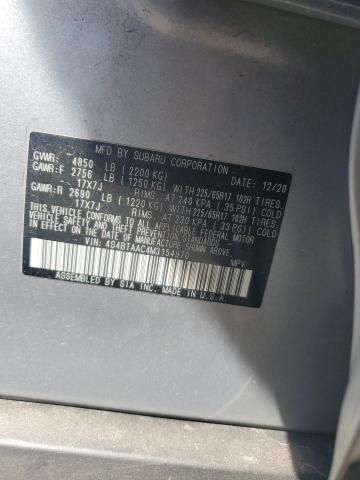 MFD BY SUBARU CORPORATION DATE: 12/20
GVWR: 4850 LB (2200 KG)
GAWR:F 2756 LB (1250 KG) WITH 225/65R17 102H TIRES.
17X7J RIMS. AT 240 KPA (35 PSI) COLD
GAWR:R 2690 LB (1220 KG) WITH 225/65R17 102H TIRES.
17X7J RIMS. AT 230 KPA (33 PSI) COLD
THIS VEHICLE CONFORMS TO ALL APPLICABLE FEDERAL MOTOR
VEHICLE SAFETY, BUMPER, AND THEFT PREVENTION STANDARDS
IN EFFECT ON THE DATE OF MANUFACTURE SHOWN ABOVE.
VIN: 4S4BTAAC4M3154970 MPV
ASSEMBLED BY SIA INC. MADE IN U.S.A.